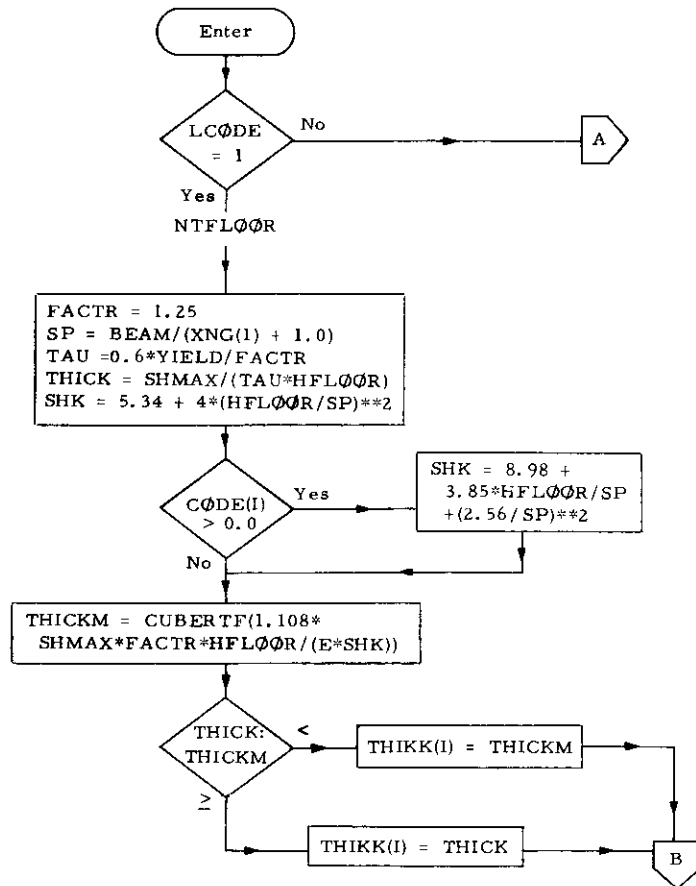 Enter
LCØDE
= 1
No
A
Yes
NTFLØØR
FACTR = 1.25
SP = BEAM/(XNG(1) + 1.0)
TAU =0.6*YIELD/FACTR
THICK = SHMAX/(TAU*HFLØØR)
SHK = 5.34 + 4*(HFLØØR/SP)**2
CØDE(I)
> 0.0
Yes
SHK = 8.98 +
3.85*HFLØØR/SP
+(2.56/SP)**2
No
THICKM = CUBERTF(1.108*
SHMAX*FACTR*HFLØØR/(E*SHK))
THICK:
THICKM
<
THIKK(I) = THICKM
≥
THIKK(I) = THICK
B